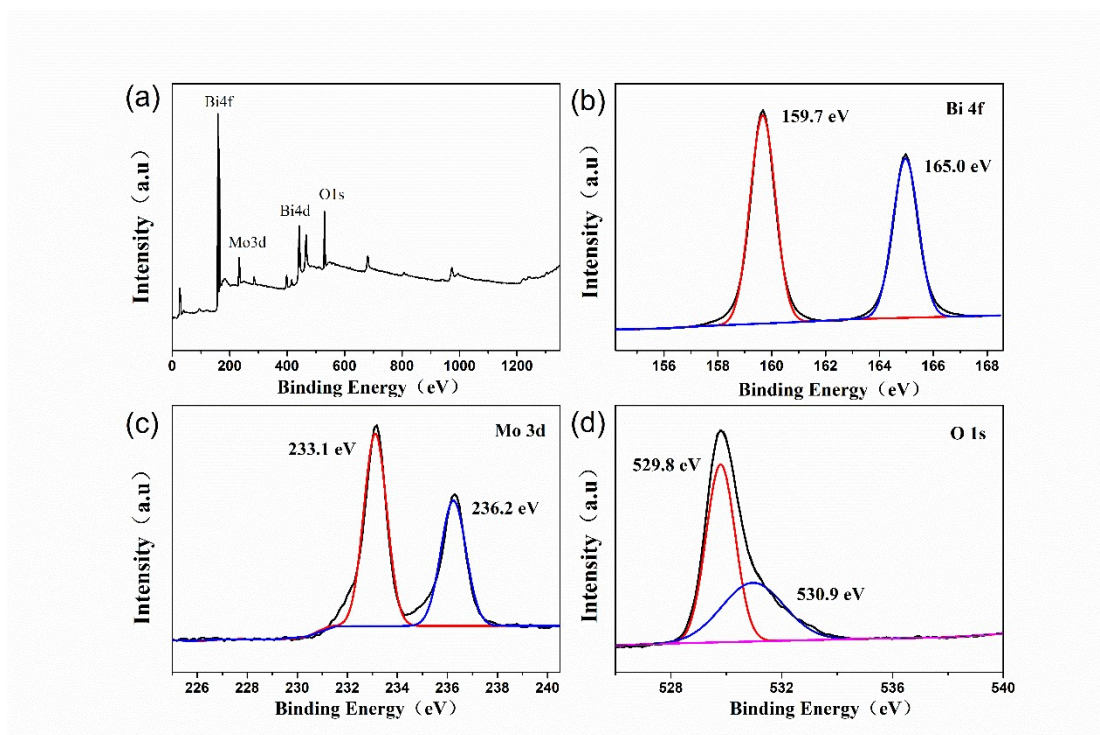 (a)
Bi4f
Mo3d
Bi4d
O1s
Intensity（a.u）
0 200 400 600 800 1000 1200
Binding Energy（eV）
(b)
Bi 4f
159.7 eV
165.0 eV
Intensity（a.u）
156 158 160 162 164 166 168
Binding Energy（eV）
(c)
Mo 3d
233.1 eV
236.2 eV
Intensity（a.u）
226 228 230 232 234 236 238 240
Binding Energy（eV）
(d)
O 1s
529.8 eV
530.9 eV
Intensity（a.u）
528 532 536 540
Binding Energy（eV）